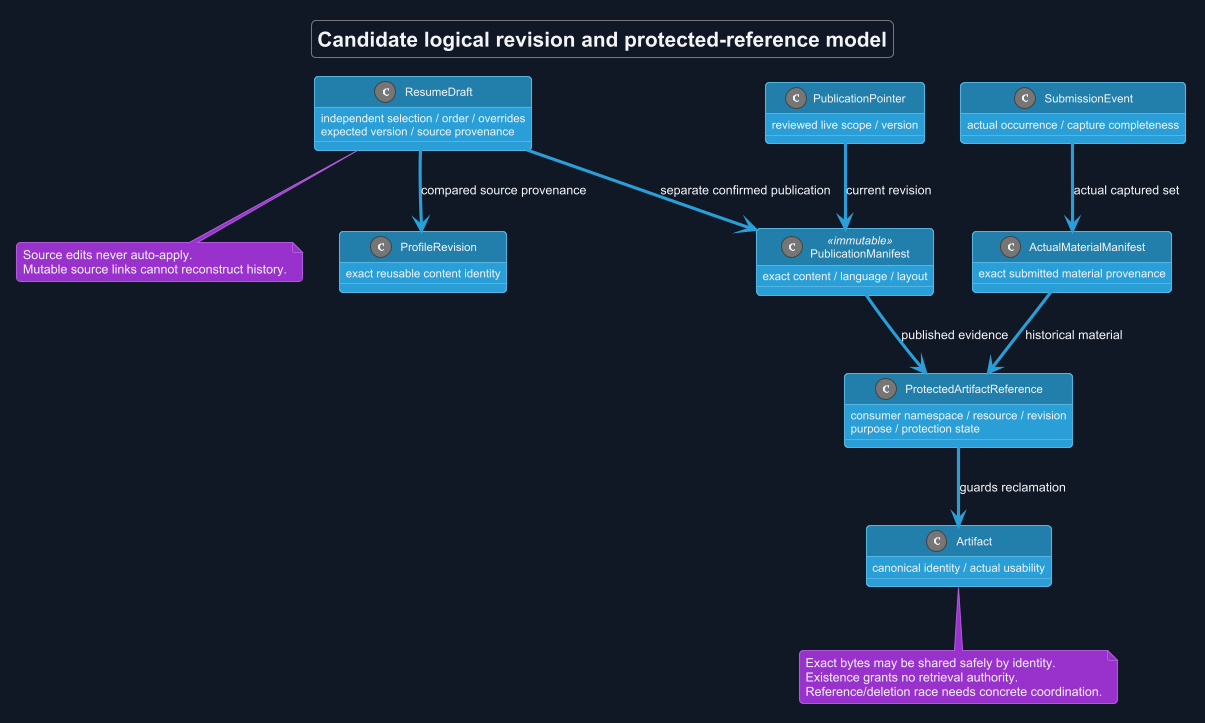 Candidate logical revision and protected-reference model
C ResumeDraft
independent selection / order / overrides
expected version / source provenance
C PublicationPointer
reviewed live scope / version
C SubmissionEvent
actual occurrence / capture completeness
compared source provenance
separate confirmed publication
current revision
actual captured set
Source edits never auto-apply.
Mutable source links cannot reconstruct history.
C ProfileRevision
exact reusable content identity
«immutable»
C PublicationManifest
exact content / language / layout
C ActualMaterialManifest
exact submitted material provenance
published evidence
historical material
C ProtectedArtifactReference
consumer namespace / resource / revision
purpose / protection state
guards reclamation
C Artifact
canonical identity / actual usability
Exact bytes may be shared safely by identity.
Existence grants no retrieval authority.
Reference/deletion race needs concrete coordination.